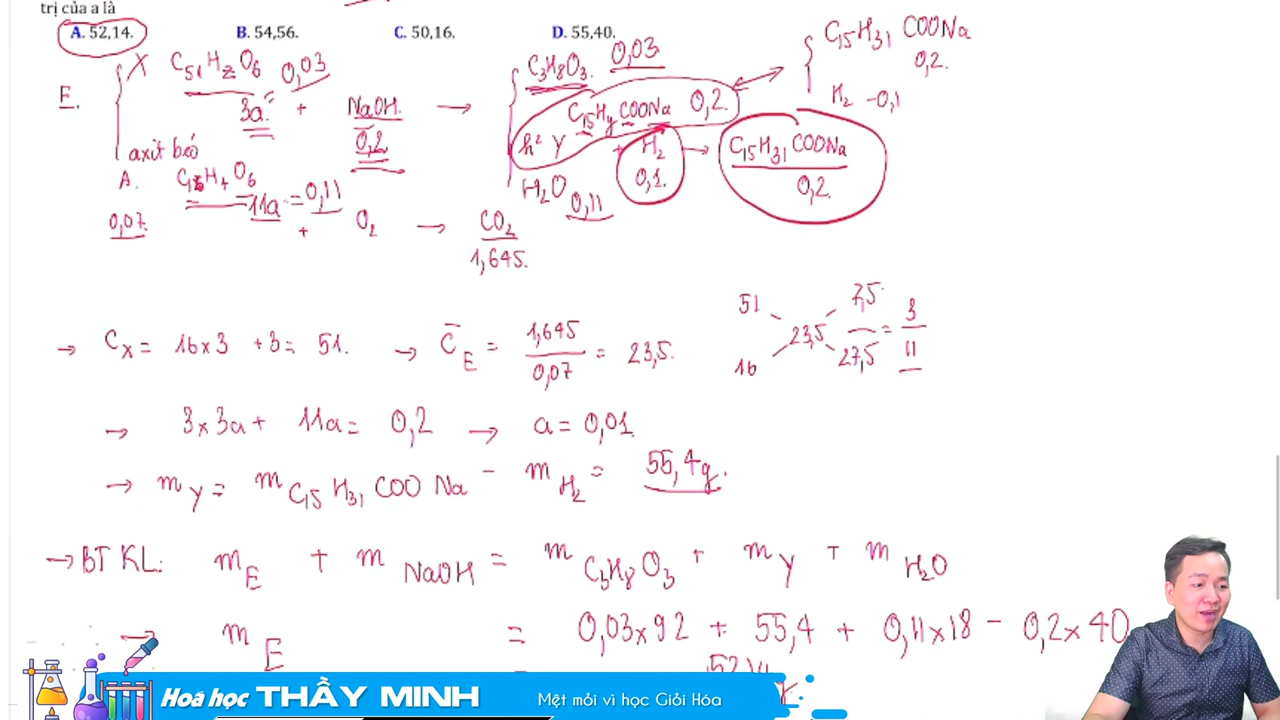 trị của a là
A. 52,14. B. 54,56. C. 50,16. D. 55,40.
E.
X C51HzO6 0,03
3a =
+ NaOH 0,2 →
C3H8O3 0,03
h² Y C15HyCOONa 0,2
+ H2 0,1 → C15H31COONa 0,2
H2O 0,11
C15H31COONa 0,2
H2 -0,1
axit béo
A.
0,07
11a = 0,11
+ O2 → CO2
1,645.
→ CX = 16x3 + 3 = 51. → C̄E = 1,645 / 0,07 = 23,5.
51 7,5 3
23,5 — = —
16 27,5 11
→ 3x3a + 11a = 0,2 → a = 0,01
→ mY = m C15H31COONa - mH2 = 55,4g.
→ BTKL: mE + mNaOH = mC3H8O3 + mY + mH2O
→ mE = 0,03x92 + 55,4 + 0,11x18 - 0,2x40
Hoá học THẦY MINH Mệt mỏi vì học Giỏi Hóa